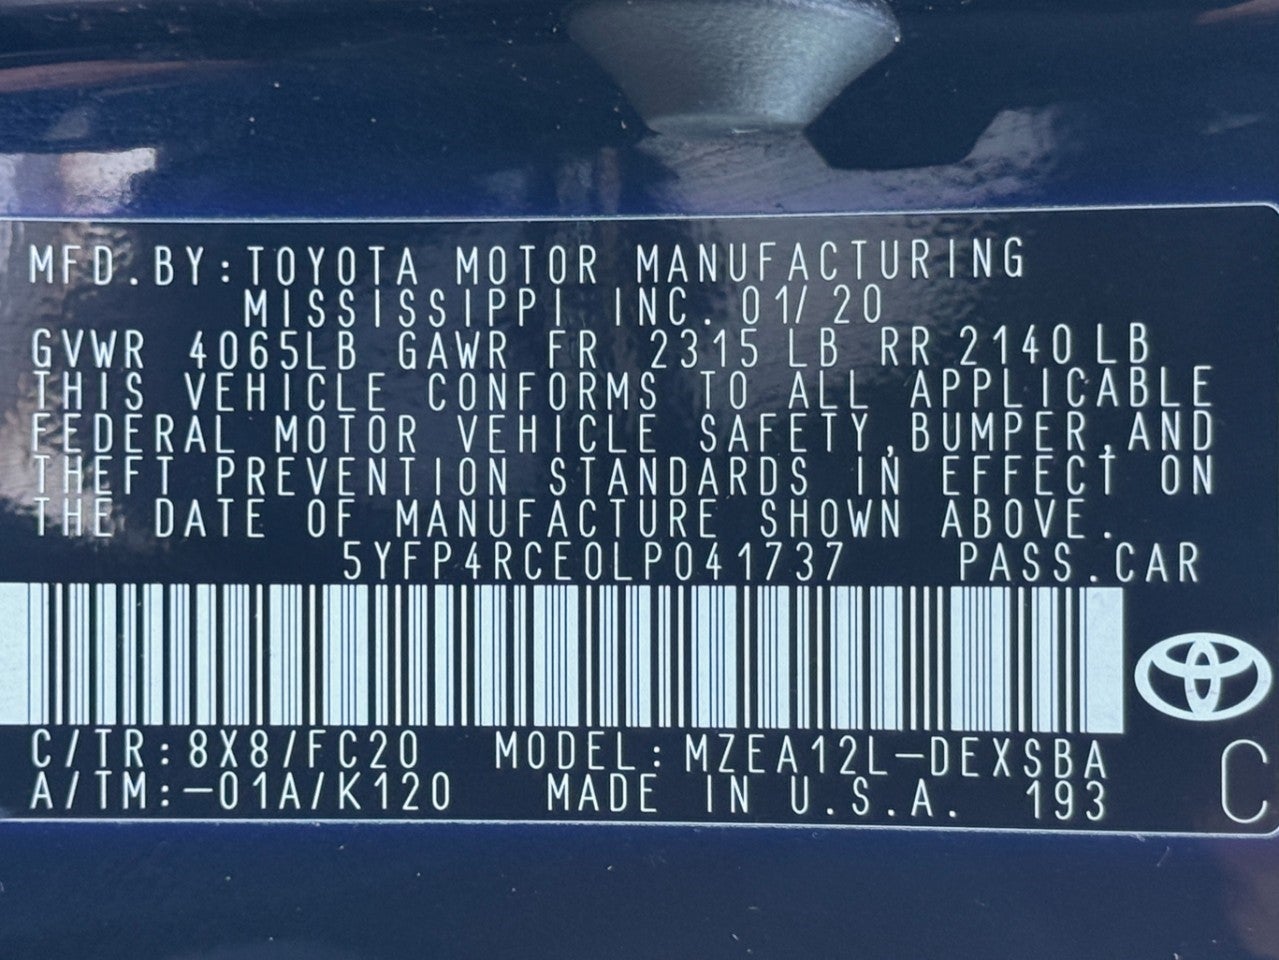 MFD.BY:TOYOTA MOTOR MANUFACTURING
MISSISSIPPI INC. 01/20
GVWR 4065LB GAWR FR 2315 LB RR 2140LB
THIS VEHICLE CONFORMS TO ALL APPLICABLE
FEDERAL MOTOR VEHICLE SAFETY,BUMPER,AND
THEFT PREVENTION STANDARDS IN EFFECT ON
THE DATE OF MANUFACTURE SHOWN ABOVE.
5YFP4RCE0LP041737 PASS.CAR
C/TR:8X8/FC20 MODEL:MZEA12L-DEXSBA
A/TM:-01A/K120 MADE IN U.S.A. 193
C